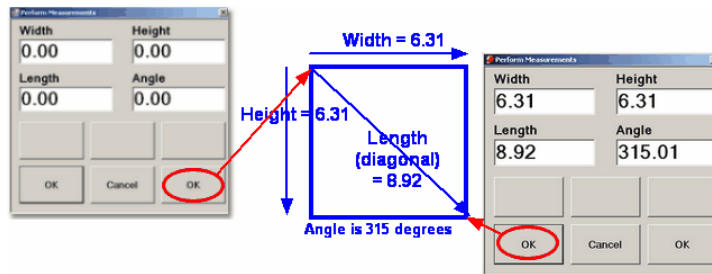 Perform Measurements
Width Height
0.00 0.00
Length Angle
0.00 0.00
OK Cancel OK
Width = 6.31
Height = 6.31
Length
(diagonal)
= 8.92
Angle is 315 degrees
Perform Measurements
Width Height
6.31 6.31
Length Angle
8.92 315.01
OK Cancel OK